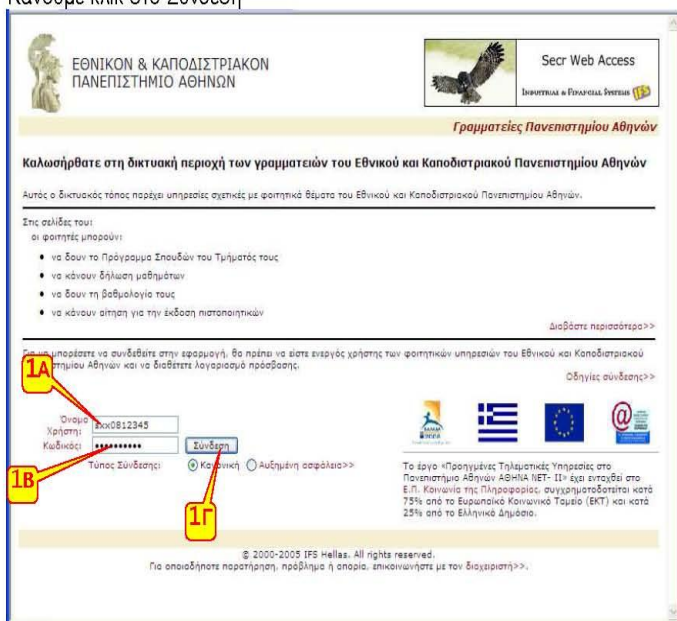 Κάνουμε κλικ στο Σύνδεση
ΕΘΝΙΚΟΝ & ΚΑΠΟΔΙΣΤΡΙΑΚΟΝ
ΠΑΝΕΠΙΣΤΗΜΙΟ ΑΘΗΝΩΝ
Secr Web Access
INDUSTRIAL & FINANCIAL SYSTEMS IFS
Γραμματείες Πανεπιστημίου Αθηνών
Καλωσήρθατε στη δικτυακή περιοχή των γραμματειών του Εθνικού και Καποδιστριακού Πανεπιστημίου Αθηνών
Αυτός ο δικτυακός τόπος παρέχει υπηρεσίες σχετικές με φοιτητικά θέματα του Εθνικού και Καποδιστριακού Πανεπιστημίου Αθηνών.
Στις σελίδες του:
οι φοιτητές μπορούν:
• να δουν το Πρόγραμμα Σπουδών του Τμήματός τους
• να κάνουν δήλωση μαθημάτων
• να δουν τη βαθμολογία τους
• να κάνουν αίτηση για την έκδοση πιστοποιητικών
Διαβάστε περισσότερα>>
Για να μπορέσετε να συνδεθείτε στην εφαρμογή, θα πρέπει να είστε ενεργός χρήστης των φοιτητικών υπηρεσιών του Εθνικού και Καποδιστριακού
στημίου Αθηνών και να διαθέτετε λογαριασμό πρόσβασης.
1Α
Οδηγίες σύνδεσης>>
Όνομα
Χρήστη: sxx0812345
Κωδικός: •••••••••• Σύνδεση
Τύπος Σύνδεσης: Κανονική Αυξημένη ασφάλεια>>
1Β
1Γ
Το έργο «Προηγμένες Τηλεματικές Υπηρεσίες στο
Πανεπιστήμιο Αθηνών ATHINA NET- II» έχει ενταχθεί στο
Ε.Π. Κοινωνία της Πληροφορίας, συγχρηματοδοτείται κατά
75% από το Ευρωπαϊκό Κοινωνικό Ταμείο (ΕΚΤ) και κατά
25% από το Ελληνικό Δημόσιο.
© 2000-2005 IFS Hellas. All rights reserved.
Για οποιαδήποτε παρατήρηση, πρόβλημα ή απορία, επικοινωνήστε με τον διαχειριστή>>.